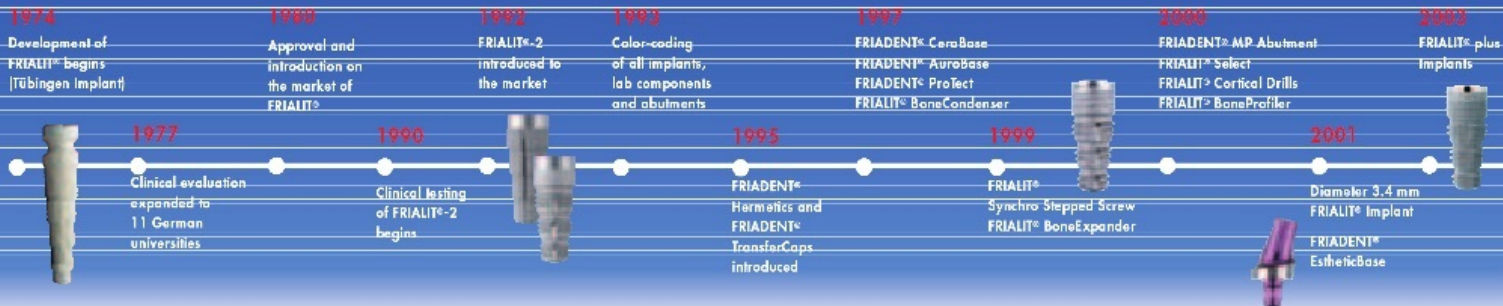 1974
Development of
FRIALIT® begins
(Tübingen Implant)
1977
Clinical evaluation
expanded to
11 German
universities
1980
Approval and
introduction on
the market of
FRIALIT®
1990
Clinical testing
of FRIALIT®-2
begins
1992
FRIALIT®-2
introduced to
the market
1993
Color-coding
of all implants,
lab components
and abutments
1995
FRIADENT®
Hermetics and
FRIADENT®
TransferCaps
introduced
1997
FRIADENT® CeraBase
FRIADENT® AuroBase
FRIADENT® ProTect
FRIALIT® BoneCondenser
1999
FRIALIT®
Synchro Stepped Screw
FRIALIT® BoneExpander
2000
FRIADENT® MP Abutment
FRIALIT® Select
FRIALIT® Cortical Drills
FRIALIT® BoneProfiler
2001
Diameter 3.4 mm
FRIALIT® Implant
FRIADENT®
EstheticBase
2003
FRIALIT® plus
Implants